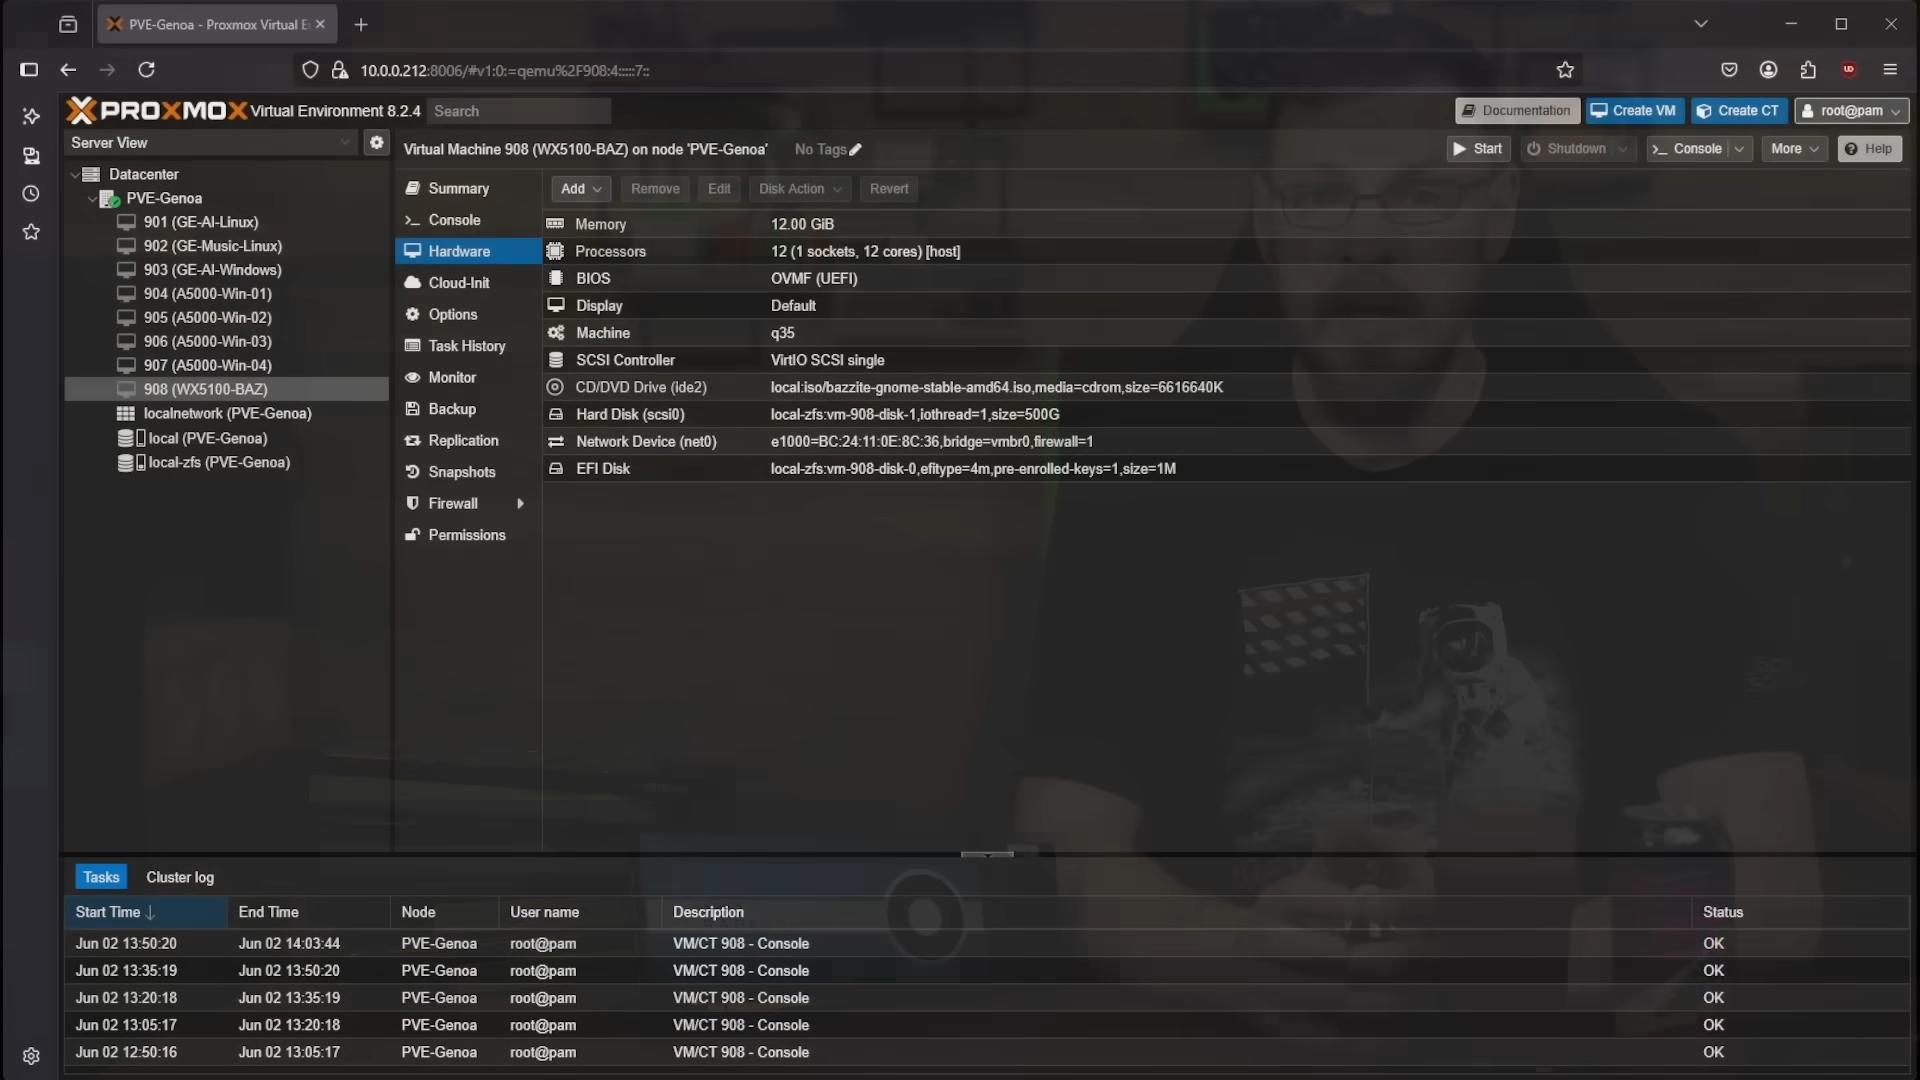 PVE-Genoa - Proxmox Virtual E
10.0.0.212:8006/#v1:0:=qemu%2F908:4:::::7::
PROXMOX Virtual Environment 8.2.4
Search
Documentation
Create VM
Create CT
root@pam
Server View
Virtual Machine 908 (WX5100-BAZ) on node 'PVE-Genoa'
No Tags
Start
Shutdown
Console
More
Help
Datacenter
PVE-Genoa
901 (GE-AI-Linux)
902 (GE-Music-Linux)
903 (GE-AI-Windows)
904 (A5000-Win-01)
905 (A5000-Win-02)
906 (A5000-Win-03)
907 (A5000-Win-04)
908 (WX5100-BAZ)
localnetwork (PVE-Genoa)
local (PVE-Genoa)
local-zfs (PVE-Genoa)
Summary
Console
Hardware
Cloud-Init
Options
Task History
Monitor
Backup
Replication
Snapshots
Firewall
Permissions
Add
Remove
Edit
Disk Action
Revert
Memory 12.00 GiB
Processors 12 (1 sockets, 12 cores) [host]
BIOS OVMF (UEFI)
Display Default
Machine q35
SCSI Controller VirtIO SCSI single
CD/DVD Drive (ide2) local:iso/bazzite-gnome-stable-amd64.iso,media=cdrom,size=6616640K
Hard Disk (scsi0) local-zfs:vm-908-disk-1,iothread=1,size=500G
Network Device (net0) e1000=BC:24:11:0E:8C:36,bridge=vmbr0,firewall=1
EFI Disk local-zfs:vm-908-disk-0,efitype=4m,pre-enrolled-keys=1,size=1M
Tasks
Cluster log
Start Time End Time Node User name Description Status
Jun 02 13:50:20 Jun 02 14:03:44 PVE-Genoa root@pam VM/CT 908 - Console OK
Jun 02 13:35:19 Jun 02 13:50:20 PVE-Genoa root@pam VM/CT 908 - Console OK
Jun 02 13:20:18 Jun 02 13:35:19 PVE-Genoa root@pam VM/CT 908 - Console OK
Jun 02 13:05:17 Jun 02 13:20:18 PVE-Genoa root@pam VM/CT 908 - Console OK
Jun 02 12:50:16 Jun 02 13:05:17 PVE-Genoa root@pam VM/CT 908 - Console OK